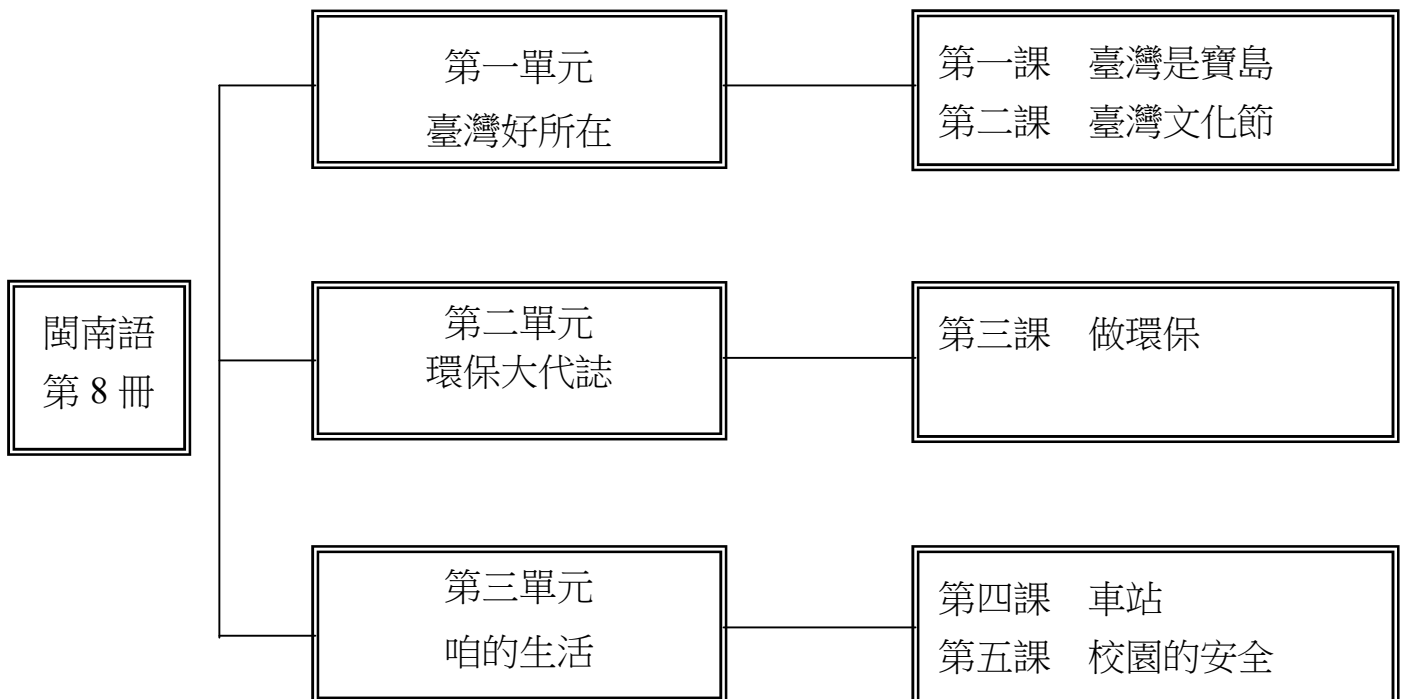 閩南語
第 8 冊
第一單元
臺灣好所在
第一課　臺灣是寶島
第二課　臺灣文化節
第二單元
環保大代誌
第三課　做環保
第三單元
咱的生活
第四課　車站
第五課　校園的安全